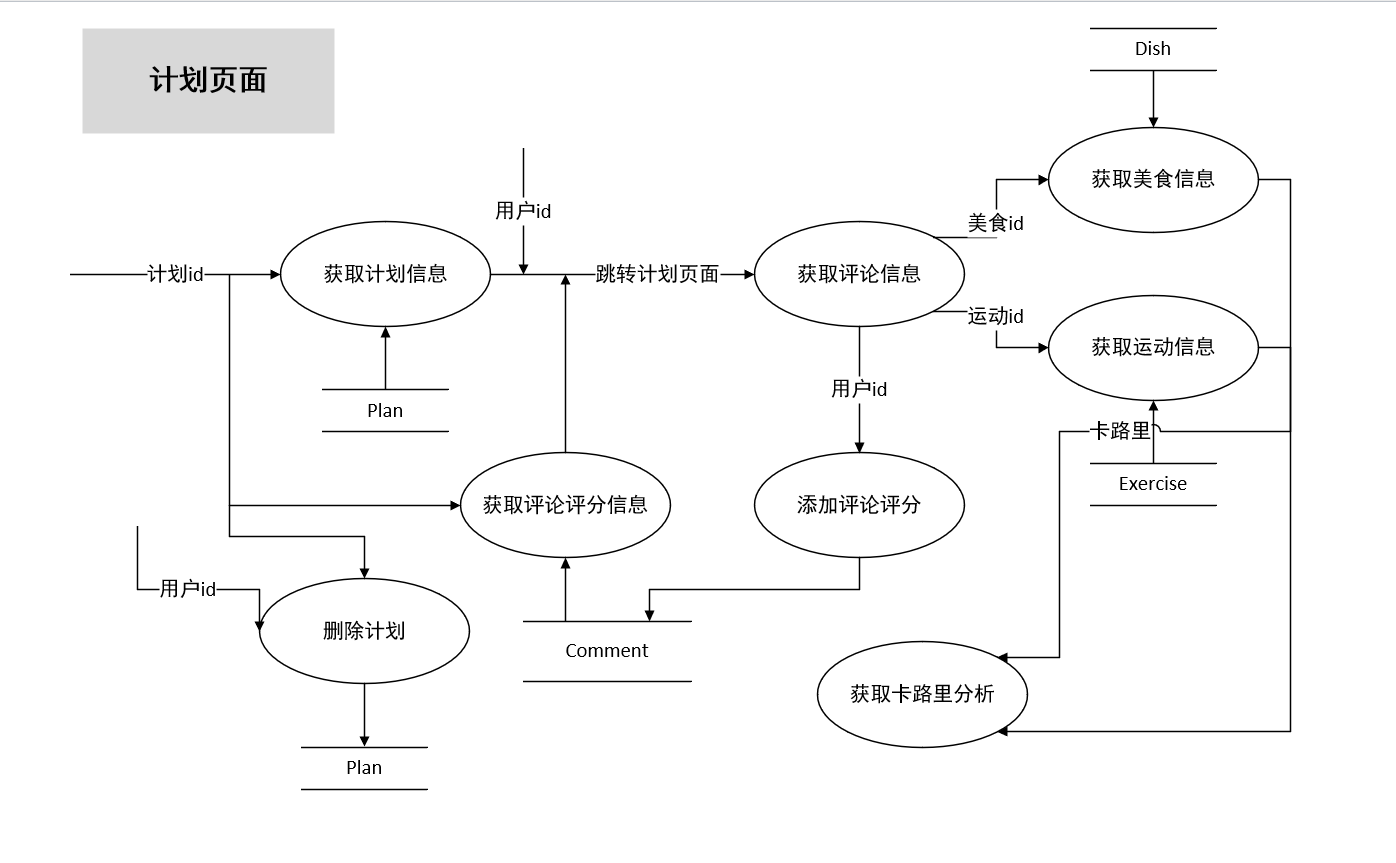 计划页面
Dish
获取美食信息
用户id
美食id
计划id
获取计划信息
跳转计划页面
获取评论信息
运动id
获取运动信息
用户id
Plan
卡路里
Exercise
获取评论评分信息
添加评论评分
用户id
删除计划
Comment
获取卡路里分析
Plan